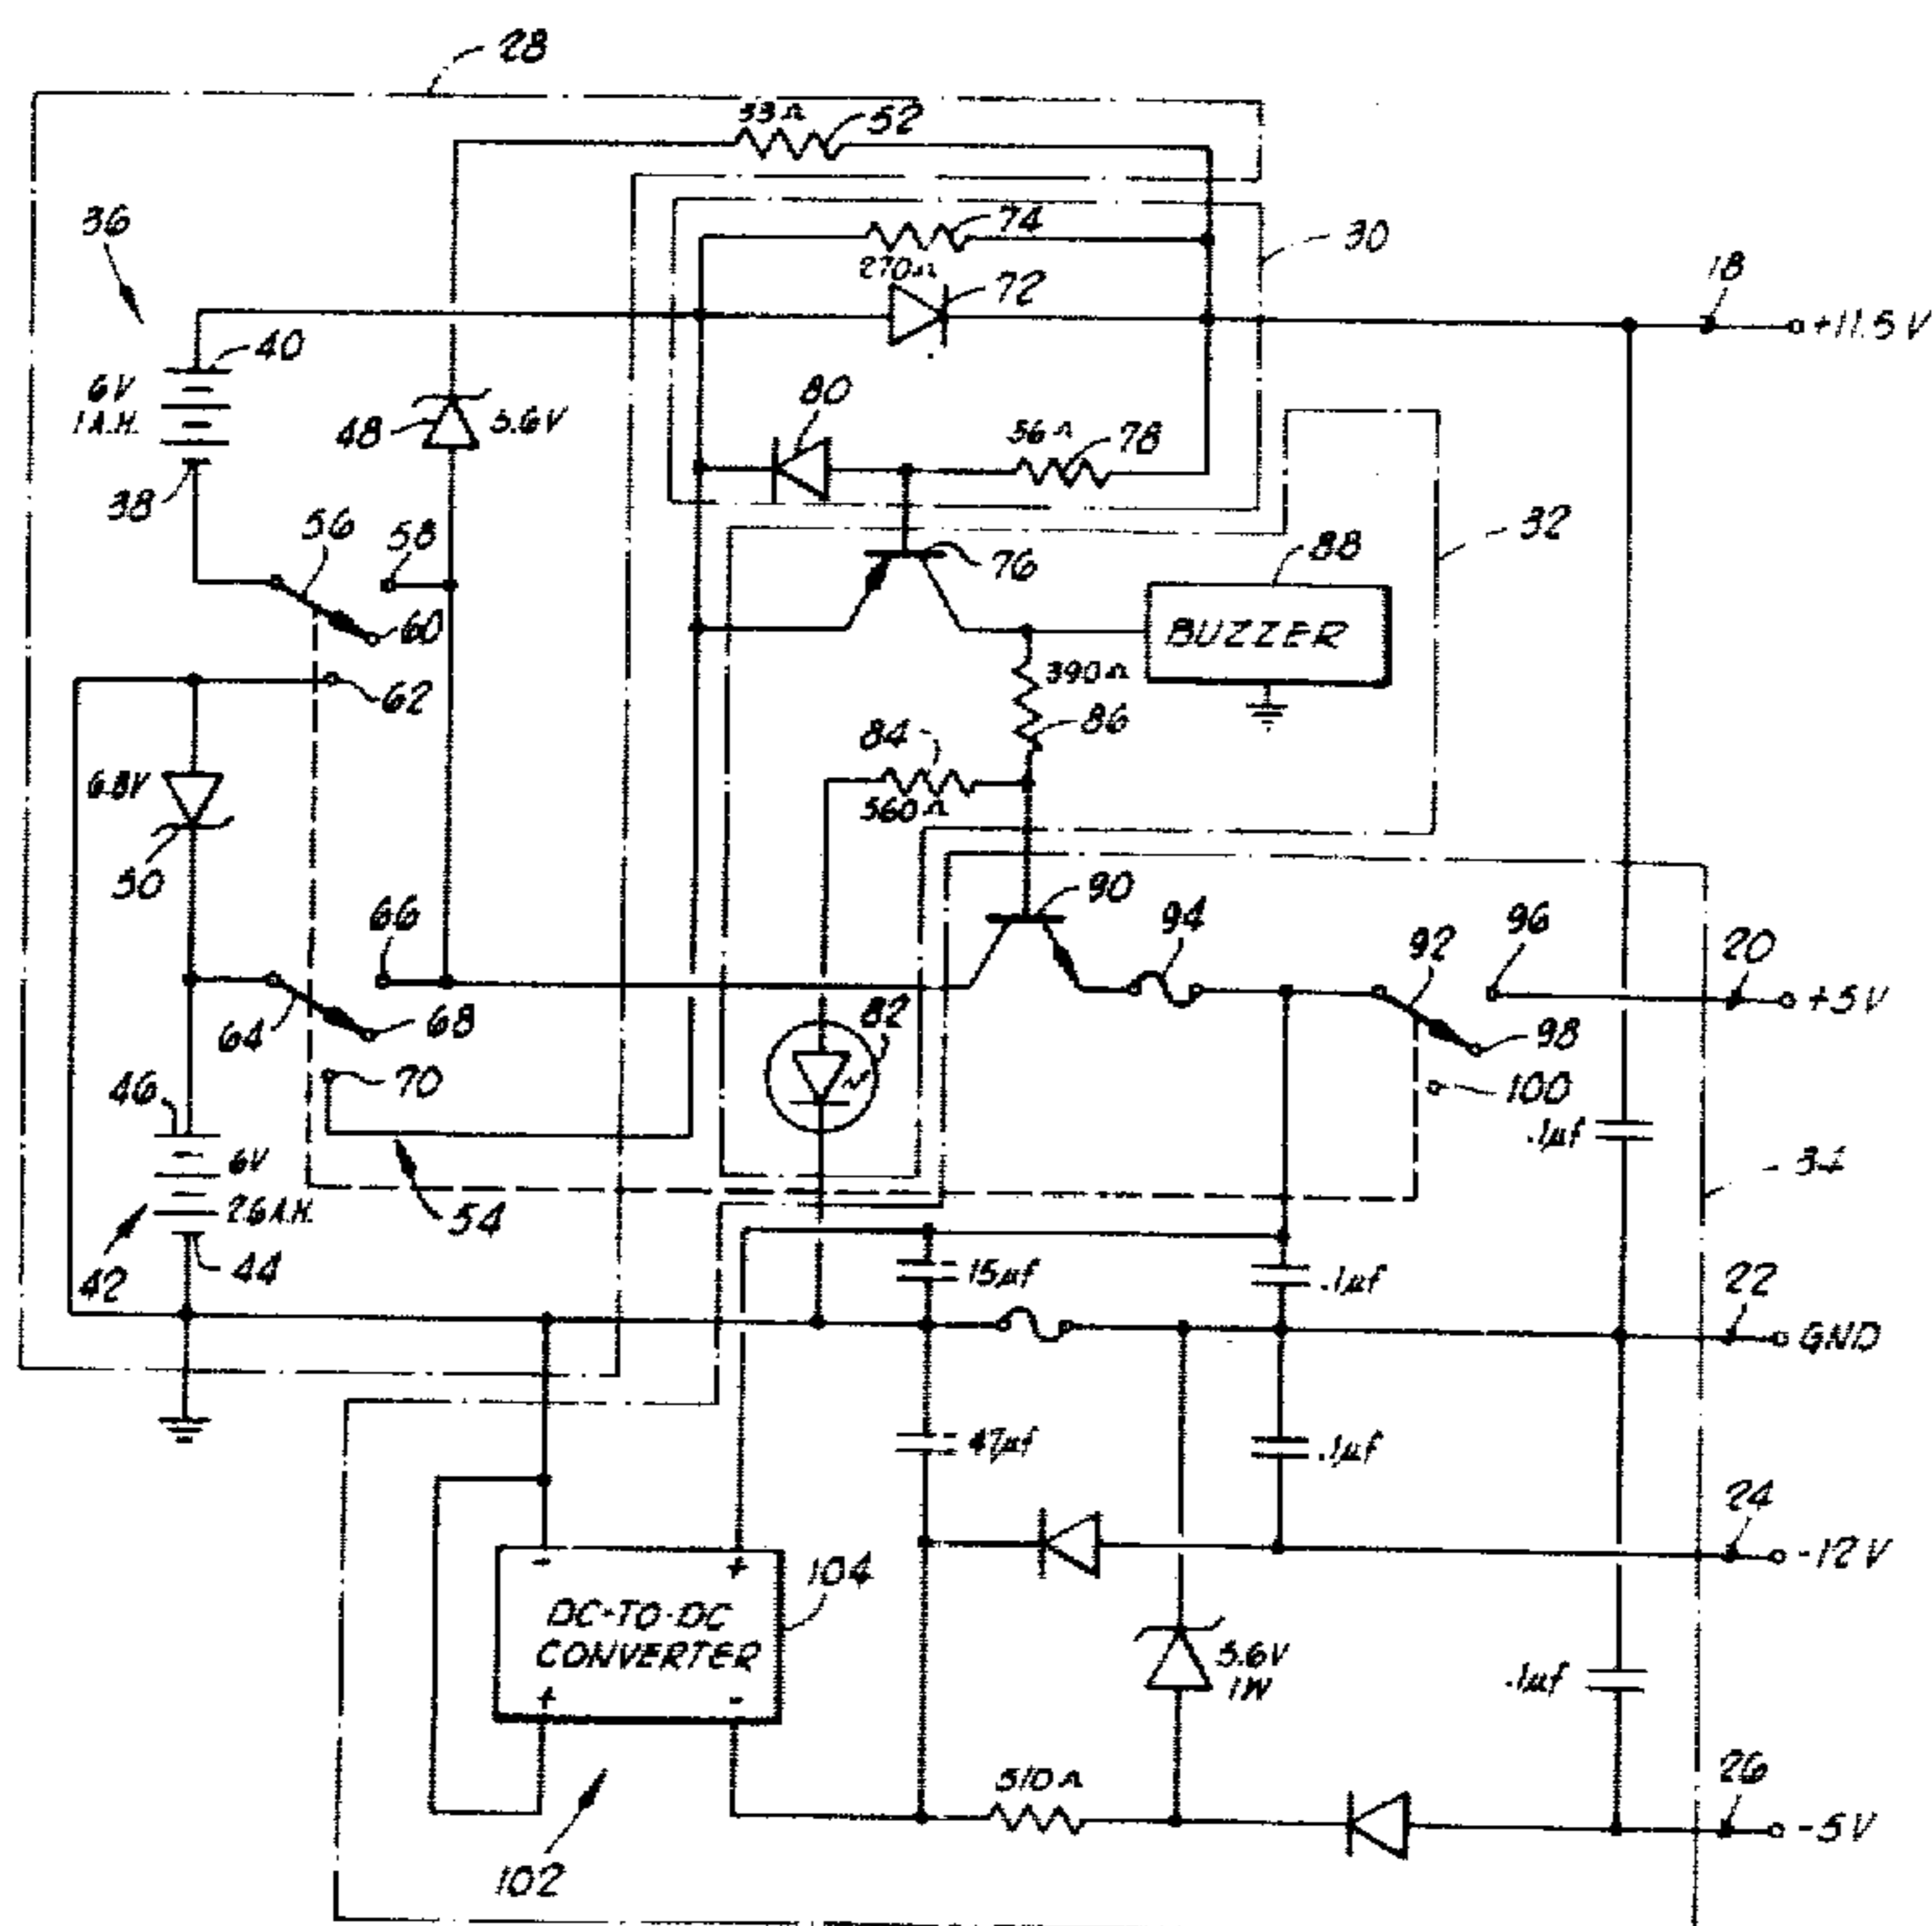 28
33Ω
52
36
74
30
270Ω
72
18
+11.5V
40
6V
1 A.H.
80
48
5.6V
56Ω
78
38
56
58
76
88
32
60
BUZZER
62
390Ω
86
84
6.8V
560Ω
50
90
66
94
92
96
20
+5V
64
68
82
98
70
100
46
.1µf
6V
34
2.6 A.H.
54
42
44
15µf
.1µf
22
GND
47µf
.1µf
24
-12V
- +
104
DC-TO-DC
CONVERTER
5.6V
1W
+ -
.1µf
510Ω
26
-5V
102